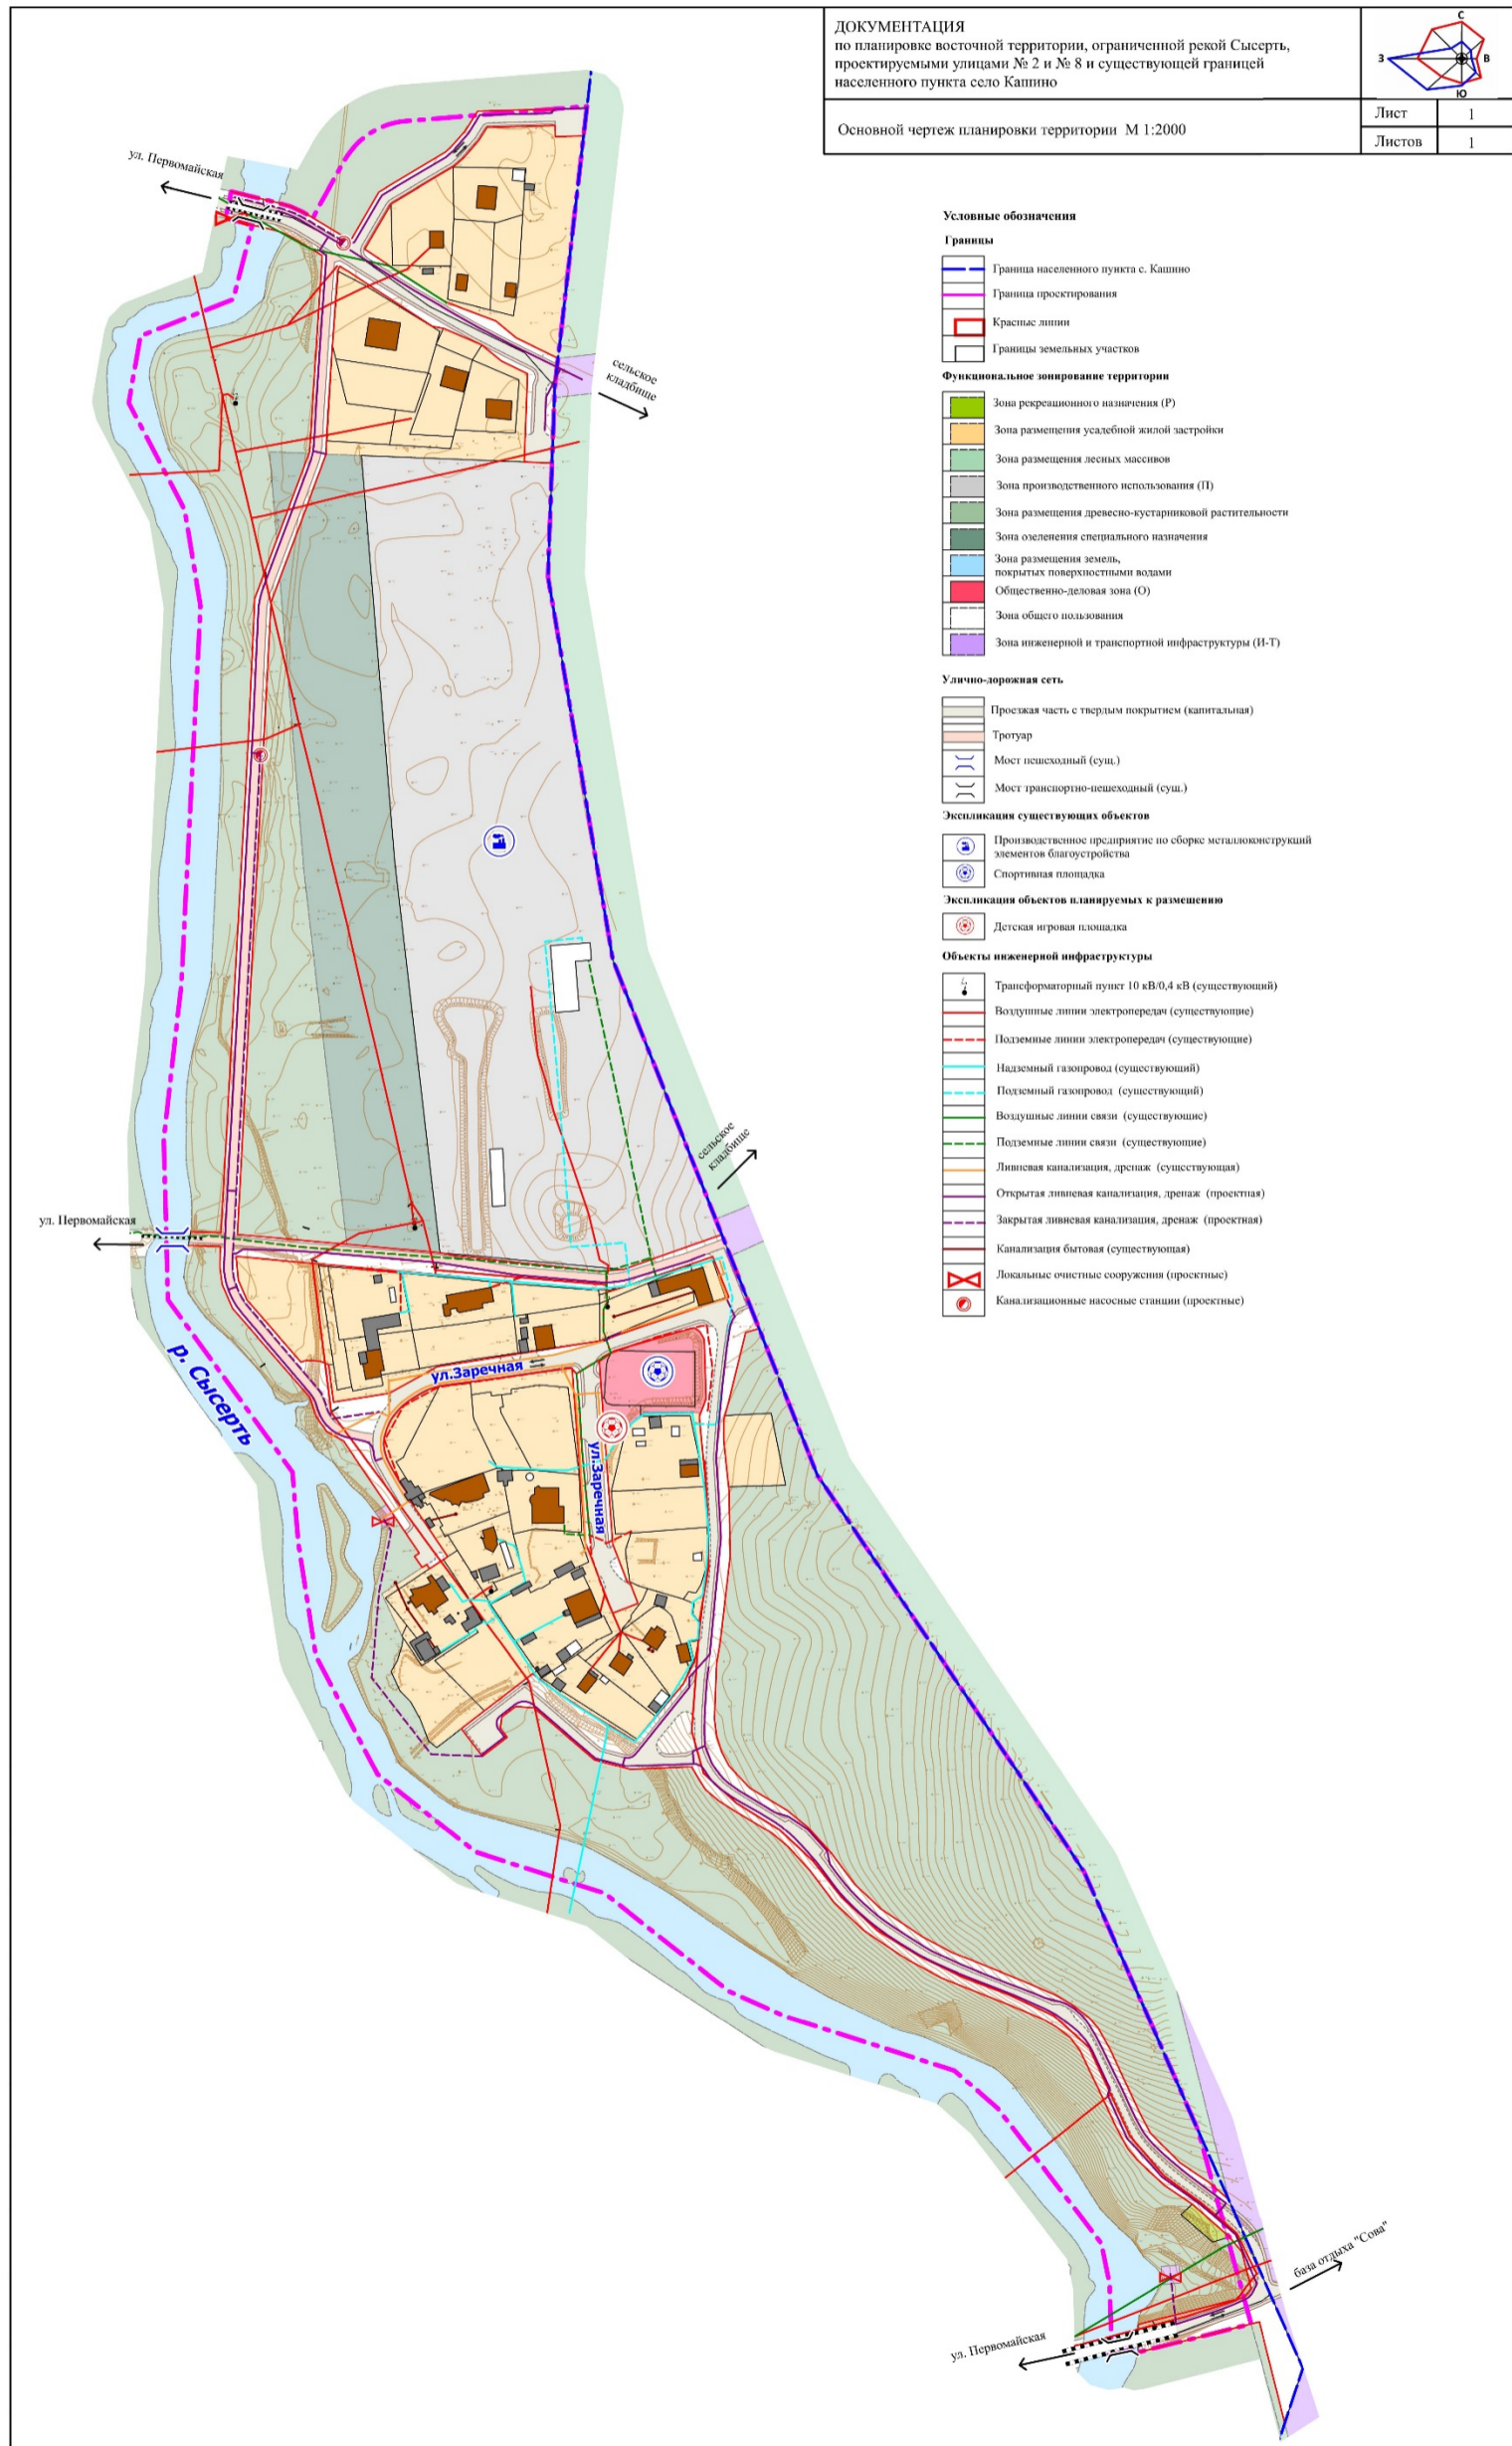 ДОКУМЕНТАЦИЯ
по планировке восточной территории, ограниченной рекой Сысерть,
проектируемыми улицами № 2 и № 8 и существующей границей
населенного пункта село Кашино
Основной чертеж планировки территории М 1:2000
С
З
В
Ю
Лист
1
Листов
1
Условные обозначения
Границы
Граница населенного пункта с. Кашино
Граница проектирования
Красные линии
Границы земельных участков
Функциональное зонирование территории
Зона рекреационного назначения (Р)
Зона размещения усадебной жилой застройки
Зона размещения лесных массивов
Зона производственного использования (П)
Зона размещения древесно-кустарниковой растительности
Зона озеленения специального назначения
Зона размещения земель,
покрытых поверхностными водами
Общественно-деловая зона (О)
Зона общего пользования
Зона инженерной и транспортной инфраструктуры (И-Т)
Улично-дорожная сеть
Проезжая часть с твердым покрытием (капитальная)
Тротуар
Мост пешеходный (сущ.)
Мост транспортно-пешеходный (сущ.)
Экспликация существующих объектов
Производственное предприятие по сборке металлоконструкций
элементов благоустройства
Спортивная площадка
Экспликация объектов планируемых к размещению
Детская игровая площадка
Объекты инженерной инфраструктуры
Трансформаторный пункт 10 кВ/0,4 кВ (существующий)
Воздушные линии электропередач (существующие)
Подземные линии электропередач (существующие)
Надземный газопровод (существующий)
Подземный газопровод (существующий)
Воздушные линии связи (существующие)
Подземные линии связи (существующие)
Ливневая канализация, дренаж (существующая)
Открытая ливневая канализация, дренаж (проектная)
Закрытая ливневая канализация, дренаж (проектная)
Канализация бытовая (существующая)
Локальные очистные сооружения (проектные)
Канализационные насосные станции (проектные)
ул. Первомайская
сельское
кладбище
сельское
кладбище
ул. Первомайская
р. Сысерть
ул.Заречная
ул.Заречная
база отдыха "Сова"
ул. Первомайская